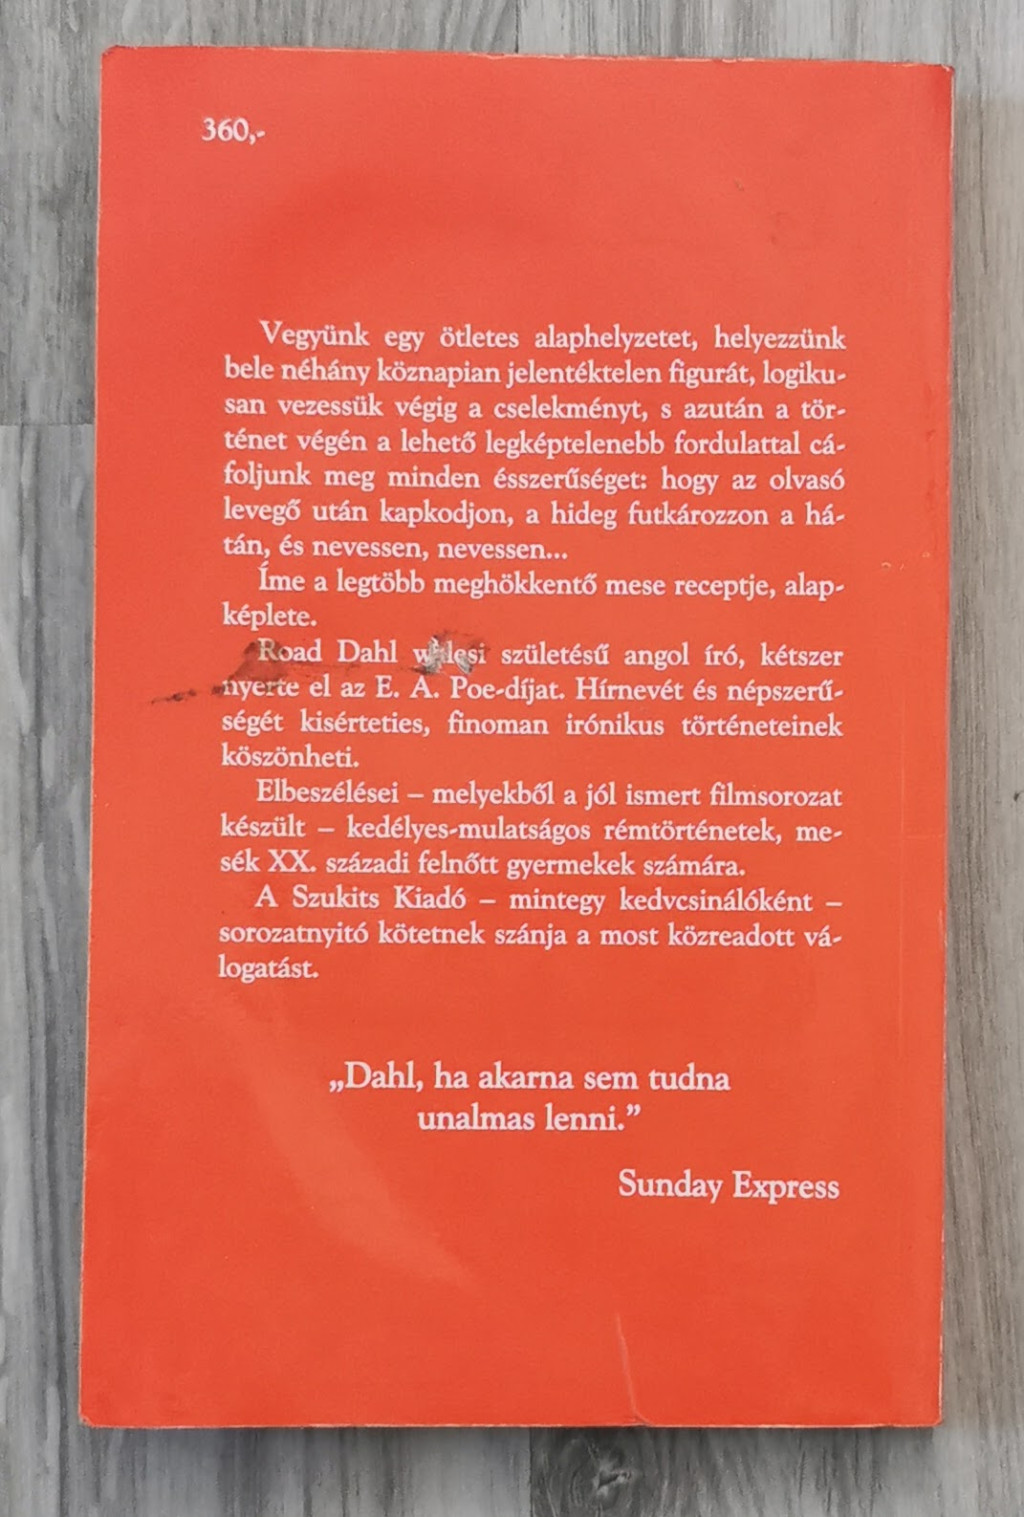 360,-
Vegyünk egy ötletes alaphelyzetet, helyezzünk
bele néhány köznapian jelentéktelen figurát, logiku-
san vezessük végig a cselekményt, s azután a tör-
ténet végén a lehető legképtelenebb fordulattal cá-
foljunk meg minden ésszerűséget: hogy az olvasó
levegő után kapkodjon, a hideg futkározzon a há-
tán, és nevessen, nevessen...
Íme a legtöbb meghökkentő mese receptje, alap-
képlete.
Road Dahl walesi születésű angol író, kétszer
nyerte el az E. A. Poe-díjat. Hírnevét és népszerű-
ségét kisérteties, finoman irónikus történeteinek
köszönheti.
Elbeszélései – melyekből a jól ismert filmsorozat
készült – kedélyes-mulatságos rémtörténetek, me-
sék XX. századi felnőtt gyermekek számára.
A Szukits Kiadó – mintegy kedvcsinálóként –
sorozatnyitó kötetnek szánja a most közreadott vá-
logatást.
„Dahl, ha akarna sem tudna
unalmas lenni.”
Sunday Express